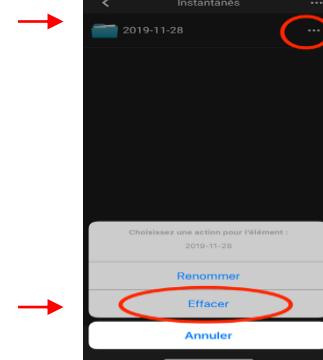 Instantanés
2019-11-28
Choisissez une action pour l'élément :
2019-11-28
Renommer
Effacer
Annuler